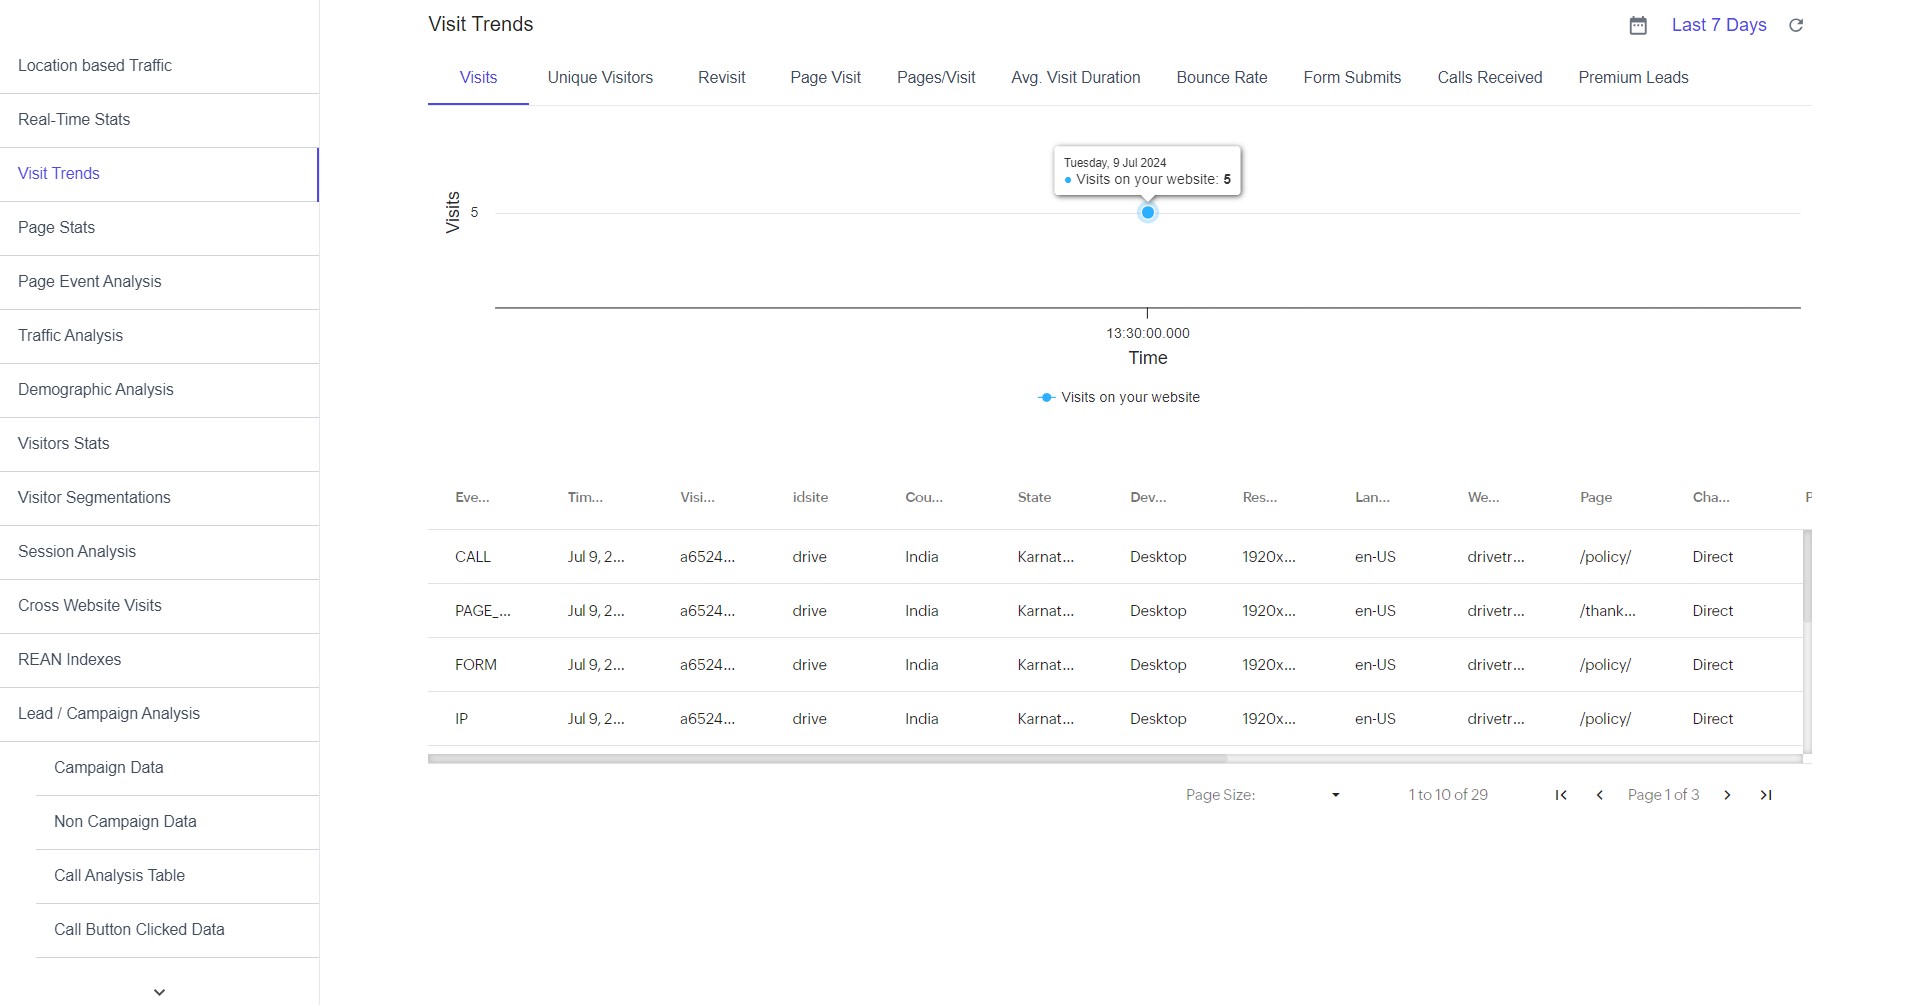 Location based Traffic
Real-Time Stats
Visit Trends
Page Stats
Page Event Analysis
Traffic Analysis
Demographic Analysis
Visitors Stats
Visitor Segmentations
Session Analysis
Cross Website Visits
REAN Indexes
Lead / Campaign Analysis
Campaign Data
Non Campaign Data
Call Analysis Table
Call Button Clicked Data
Visit Trends Last 7 Days
Visits Unique Visitors Revisit Page Visit Pages/Visit Avg. Visit Duration Bounce Rate Form Submits Calls Received Premium Leads
Tuesday, 9 Jul 2024
Visits on your website: 5
Visits
5
13:30:00.000
Time
Visits on your website
Eve... Tim... Visi... idsite Cou... State Dev... Res... Lan... We... Page Cha... P
CALL Jul 9, 2... a6524... drive India Karnat... Desktop 1920x... en-US drivetr... /policy/ Direct
PAGE_... Jul 9, 2... a6524... drive India Karnat... Desktop 1920x... en-US drivetr... /thank... Direct
FORM Jul 9, 2... a6524... drive India Karnat... Desktop 1920x... en-US drivetr... /policy/ Direct
IP Jul 9, 2... a6524... drive India Karnat... Desktop 1920x... en-US drivetr... /policy/ Direct
Page Size: 1 to 10 of 29 Page 1 of 3